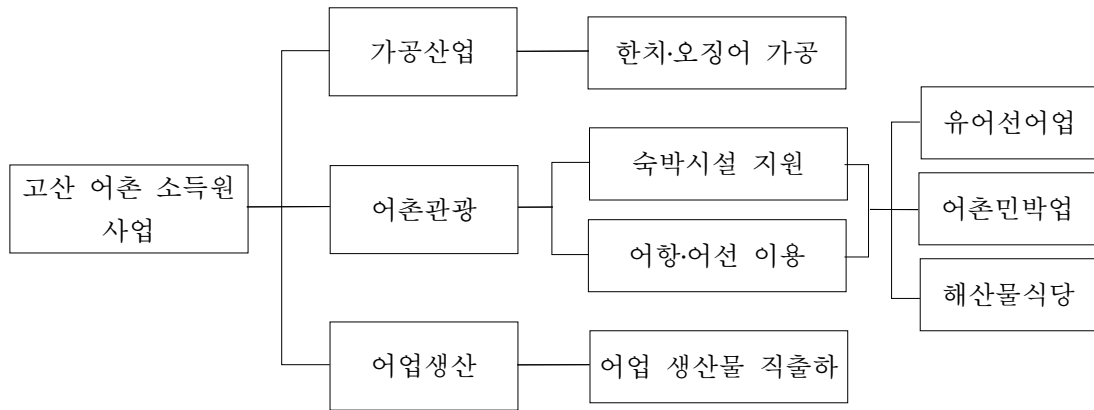 가공산업
한치·오징어 가공
유어선어업
숙박시설 지원
고산 어촌 소득원
사업
어촌관광
어촌민박업
어항·어선 이용
해산물식당
어업생산
어업 생산물 직출하